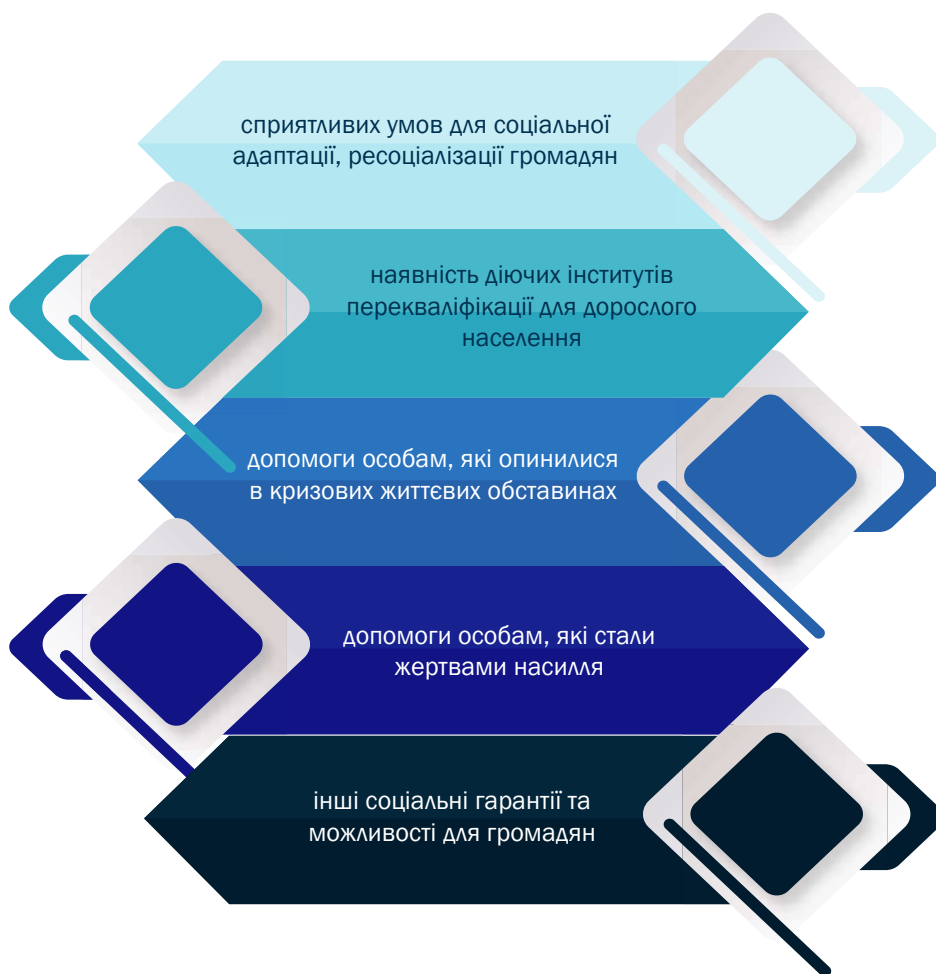 сприятливих умов для соціальної
адаптації, ресоціалізації громадян
наявність діючих інститутів
перекваліфікації для дорослого
населення
допомоги особам, які опинилися
в кризових життєвих обставинах
допомоги особам, які стали
жертвами насилля
інші соціальні гарантії та
можливості для громадян